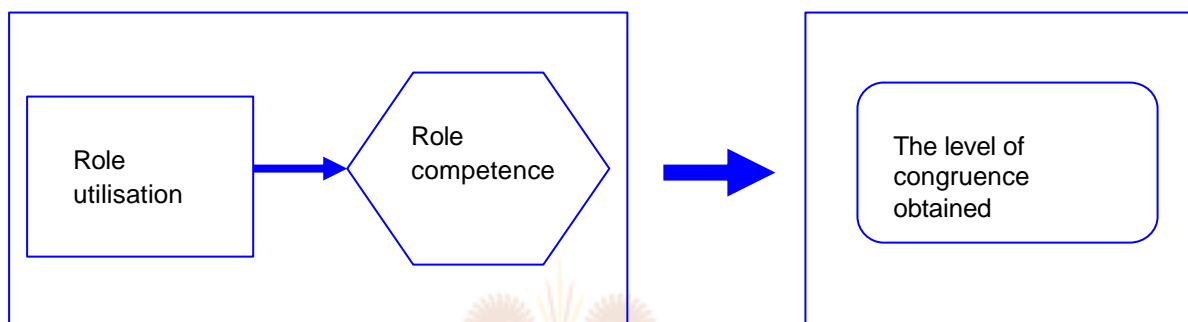 Role
utilisation
Role
competence
The level of
congruence
obtained